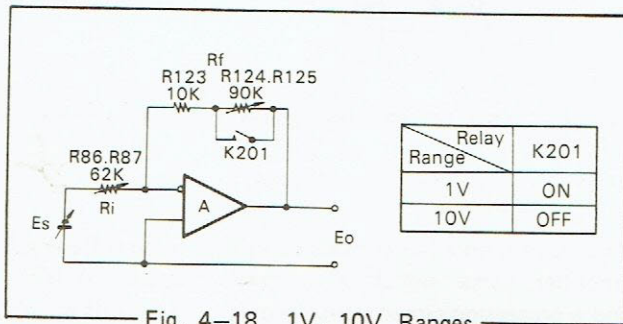 Rf
R123 R124.R125
10K 90K
K201
R86.R87
62K
Ri
A
Es
Eo
Relay
Range K201
1V ON
10V OFF
Fig. 4-18 1V, 10V Ranges